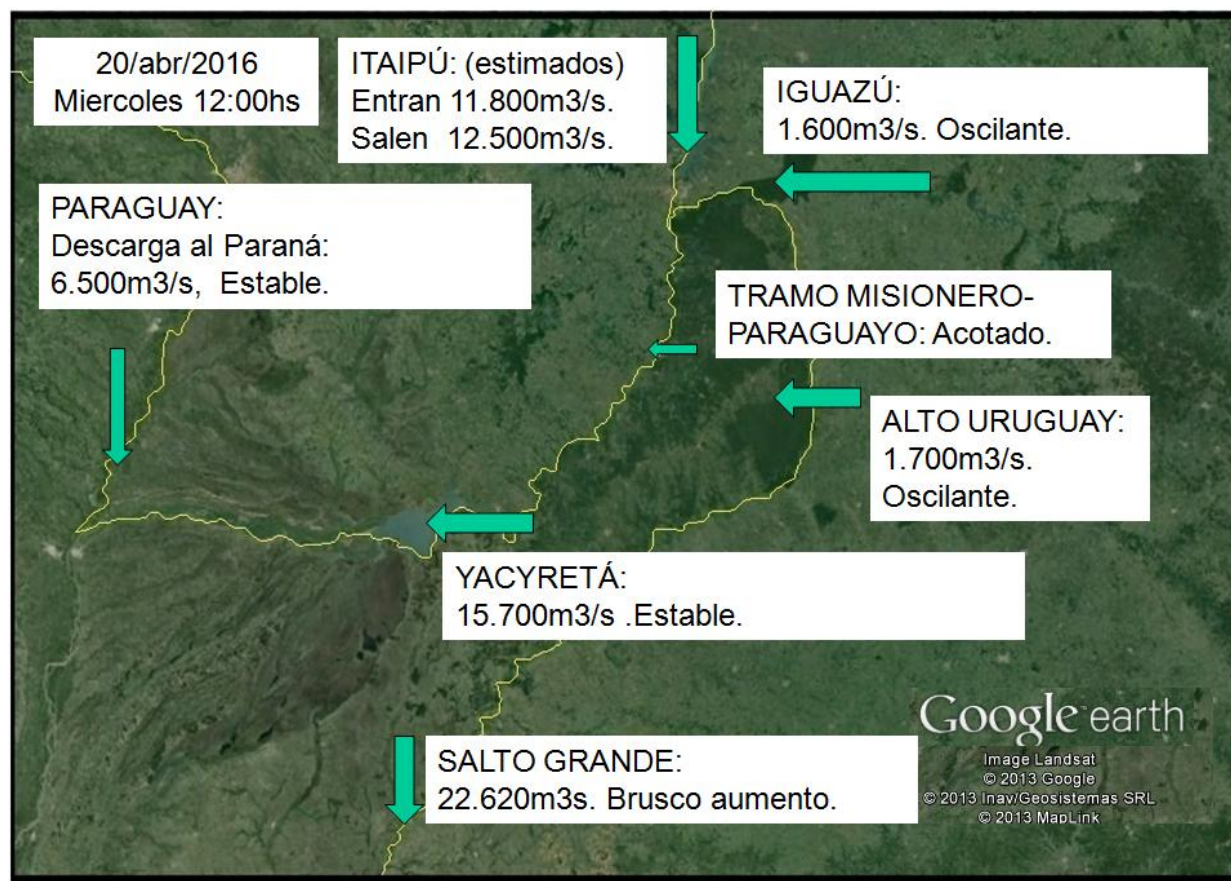 20/abr/2016
Miercoles 12:00hs
ITAIPÚ: (estimados)
Entran 11.800m3/s.
Salen 12.500m3/s.
IGUAZÚ:
1.600m3/s. Oscilante.
PARAGUAY:
Descarga al Paraná:
6.500m3/s, Estable.
TRAMO MISIONERO-
PARAGUAYO: Acotado.
ALTO URUGUAY:
1.700m3/s.
Oscilante.
YACYRETÁ:
15.700m3/s .Estable.
SALTO GRANDE:
22.620m3s. Brusco aumento.
Google earth
Image Landsat
© 2013 Google
© 2013 Inav/Geosistemas SRL
© 2013 MapLink